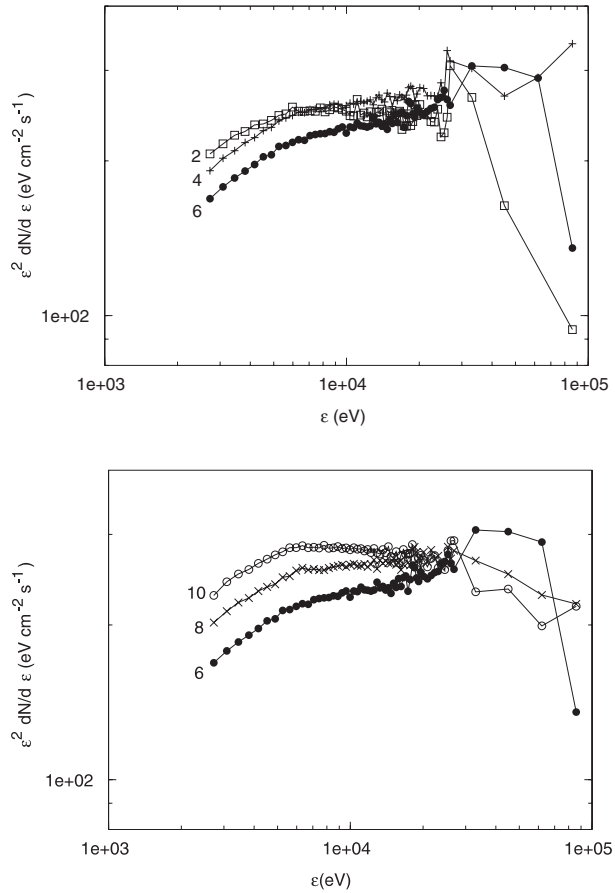 ε² dN/d ε (eV cm⁻² s⁻¹)
2
4
6
1e+02
1e+03
1e+04
1e+05
ε (eV)
ε² dN/d ε (eV cm⁻² s⁻¹)
10
8
6
1e+02
1e+03
1e+04
1e+05
ε(eV)